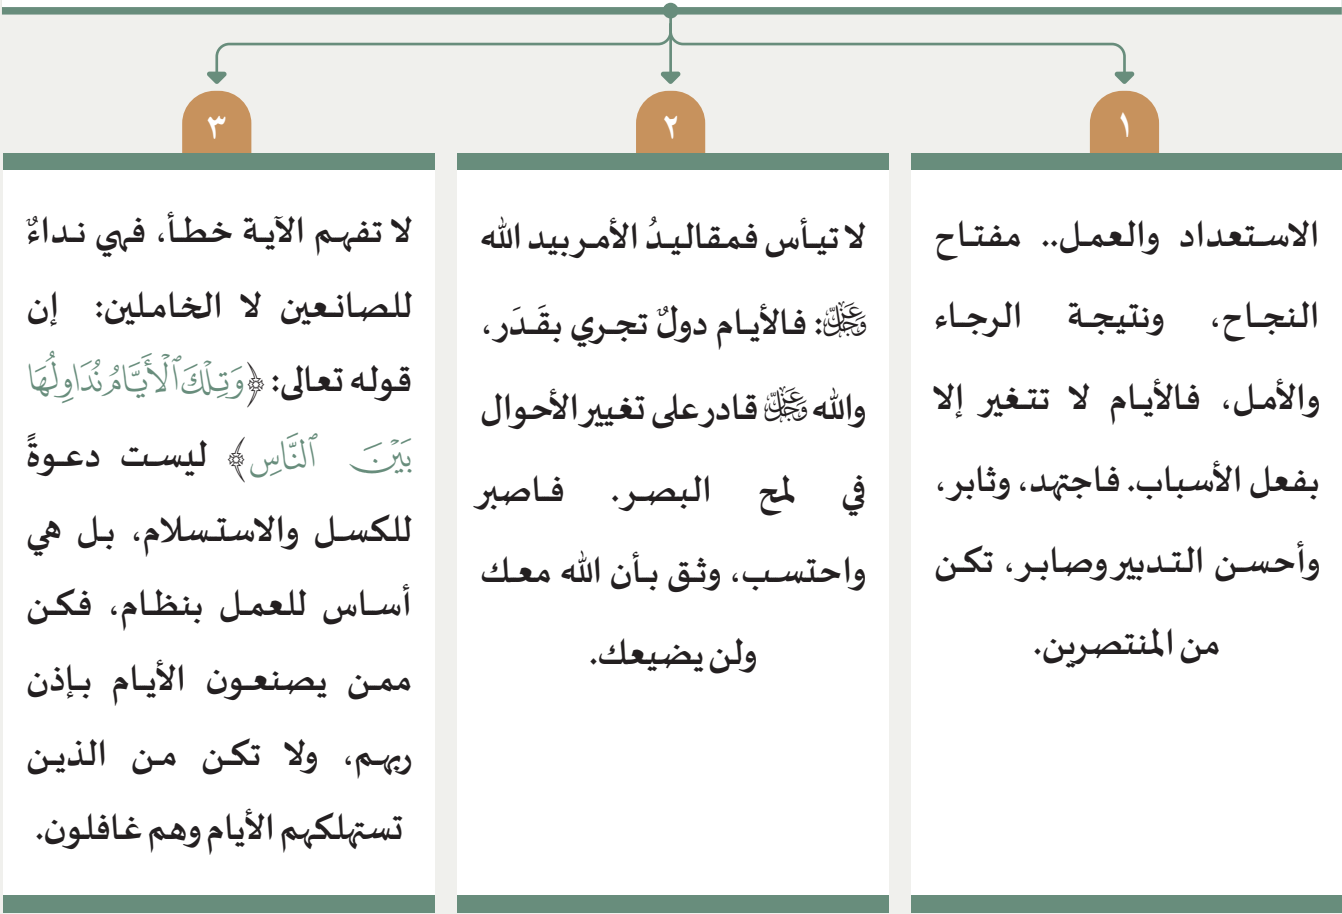 ١
الاستعداد والعمل.. مفتاح
النجاح، ونتيجة الرجاء
والأمل، فالأيام لا تتغير إلا
بفعل الأسباب. فاجتهد، وثابر،
وأحسن التدبير وصابر، تكن
من المنتصرين.
٢
لا تيأس فمقاليدُ الأمر بيد الله
عَزَّوَجَلَّ: فالأيام دولٌ تجري بقَدَر،
والله عَزَّوَجَلَّ قادر على تغيير الأحوال
في لمح البصر. فاصبر
واحتسب، وثق بأن الله معك
ولن يضيعك.
٣
لا تفهم الآية خطأ، فهي نداءٌ
للصانعين لا الخاملين: إن
قوله تعالى: ﴿وَتِلْكَ ٱلْأَيَّامُ نُدَاوِلُهَا
بَيْنَ ٱلنَّاسِ﴾ ليست دعوةً
للكسل والاستسلام، بل هي
أساس للعمل بنظام، فكن
ممن يصنعون الأيام بإذن
ربهم، ولا تكن من الذين
تستهلكهم الأيام وهم غافلون.